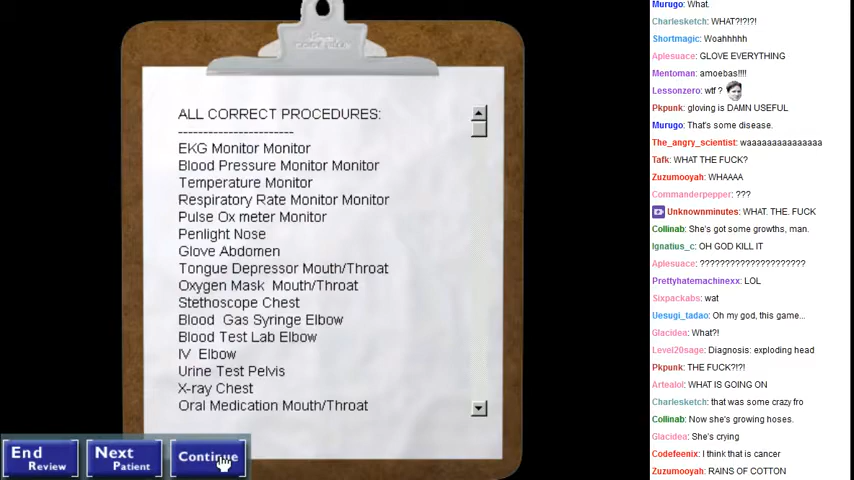 ALL CORRECT PROCEDURES:
-----------------------
EKG Monitor Monitor
Blood Pressure Monitor Monitor
Temperature Monitor
Respiratory Rate Monitor Monitor
Pulse Ox meter Monitor
Penlight Nose
Glove Abdomen
Tongue Depressor Mouth/Throat
Oxygen Mask  Mouth/Throat
Stethoscope Chest
Blood  Gas Syringe Elbow
Blood Test Lab Elbow
IV  Elbow
Urine Test Pelvis
X-ray Chest
Oral Medication Mouth/Throat
End Review
Next Patient
Continue
Murugo: What.
Charlesketch: WHAT?!?!?!
Shortmagic: Woahhhhh
Aplesuace: GLOVE EVERYTHING
Mentoman: amoebas!!!!
Lessonzero: wtf ?
Pkpunk: gloving is DAMN USEFUL
Murugo: That's some disease.
The_angry_scientist: waaaaaaaaaaaaaaa
Tafk: WHAT THE FUCK?
Zuzumooyah: WHAAAA
Commanderpepper: ???
Unknownminutes: WHAT. THE. FUCK
Collinab: She's got some growths, man.
Ignatius_c: OH GOD KILL IT
Aplesuace: ?????????????????????
Prettyhatemachinexx: LOL
Sixpackabs: wat
Uesugi_tadao: Oh my god, this game...
Glacidea: What?!
Level20sage: Diagnosis: exploding head
Pkpunk: THE FUCK?!?!
Artealol: WHAT IS GOING ON
Charlesketch: that was some crazy fro
Collinab: Now she's growing hoses.
Glacidea: She's crying
Codefeenix: I think that is cancer
Zuzumooyah: RAINS OF COTTON